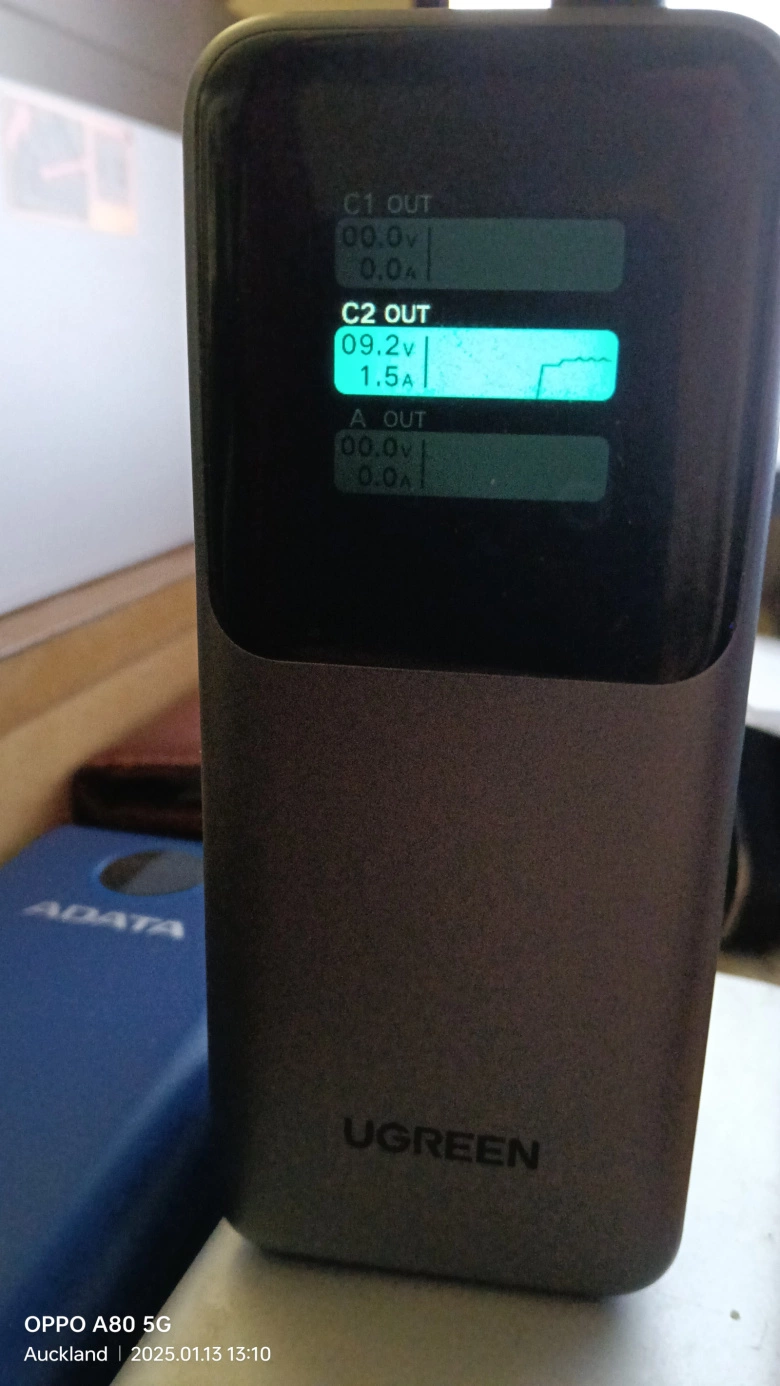 C1 OUT
00.0V
0.0A
C2 OUT
09.2V
1.5A
A OUT
00.0V
0.0A
ADATA
UGREEN
OPPO A80 5G
Auckland | 2025.01.13 13:10